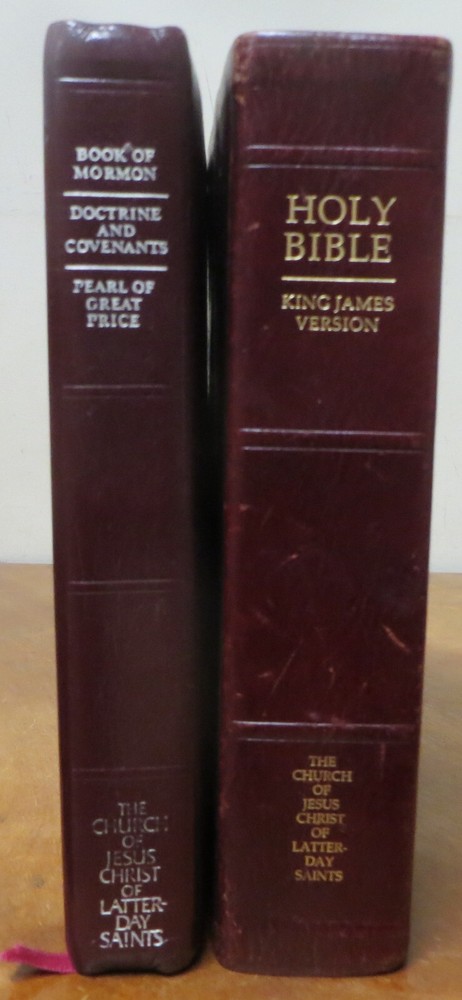 BOOK OF
MORMON
DOCTRINE
AND
COVENANTS
PEARL OF
GREAT
PRICE
THE
CHURCH
OF
JESUS
CHRIST
OF
LATTER-
DAY
SAINTS
HOLY
BIBLE
KING JAMES
VERSION
THE
CHURCH
OF
JESUS
CHRIST
OF
LATTER-
DAY
SAINTS